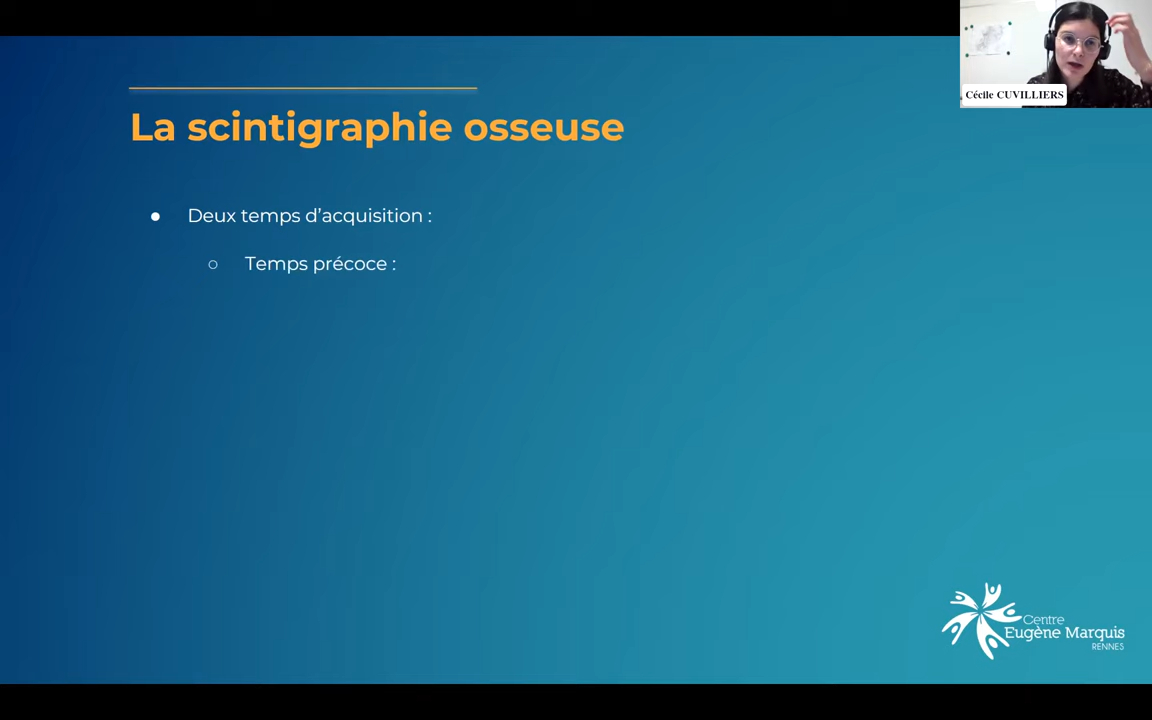 Cécile CUVILLIERS
La scintigraphie osseuse
● Deux temps d’acquisition :
○ Temps précoce :
Centre
Eugène Marquis
RENNES